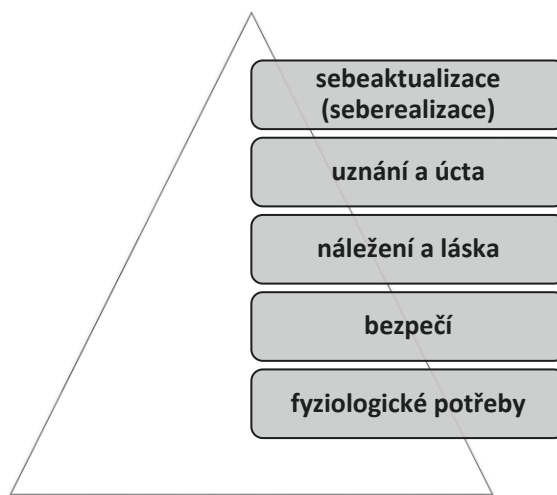 sebeaktualizace
(seberealizace)
uznání a úcta
náležení a láska
bezpečí
fyziologické potřeby